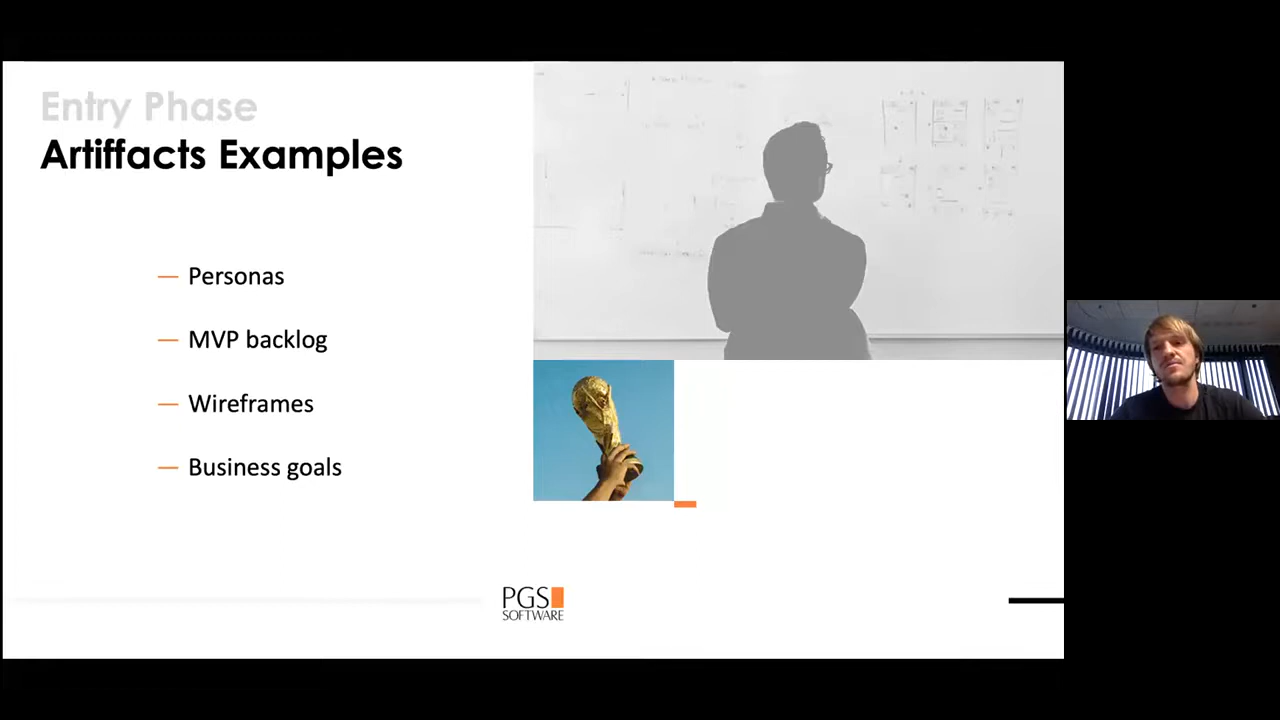 Entry Phase
Artiffacts Examples
— Personas
— MVP backlog
— Wireframes
— Business goals
PGS
SOFTWARE